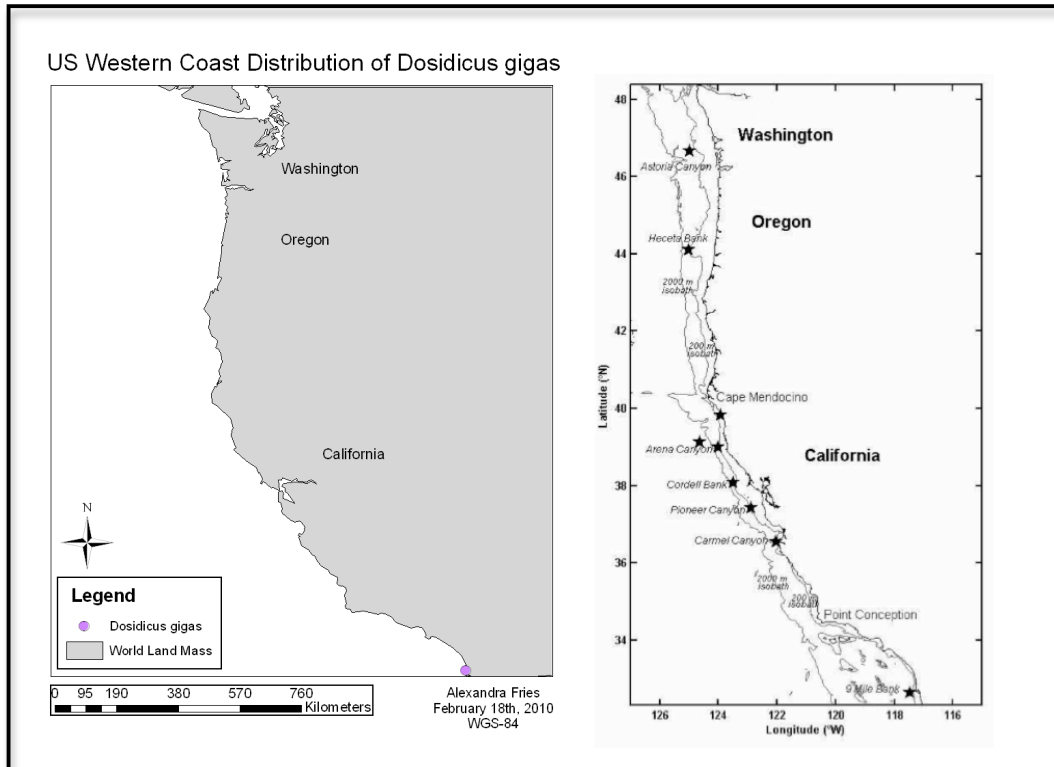 US Western Coast Distribution of Dosidicus gigas
Washington
Oregon
California
N
Legend
Dosidicus gigas
World Land Mass
0 95 190 380 570 760
Kilometers
Alexandra Fries
February 18th, 2010
WGS-84
48
46
44
42
40
38
36
34
Latitude (°N)
Washington
Astoria Canyon
Oregon
Heceta Bank
2000 m
isobath
200 m
isobath
Cape Mendocino
Arena Canyon
California
Cordell Bank
Pioneer Canyon
Carmel Canyon
2000 m
isobath
200 m
isobath
Point Conception
9 Mile Bank
126 124 122 120 118 116
Longitude (°W)